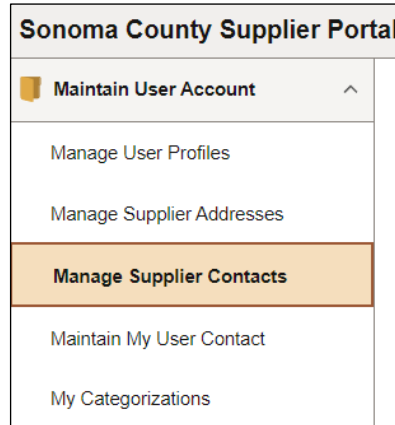 Sonoma County Supplier Portal
Maintain User Account
Manage User Profiles
Manage Supplier Addresses
Manage Supplier Contacts
Maintain My User Contact
My Categorizations